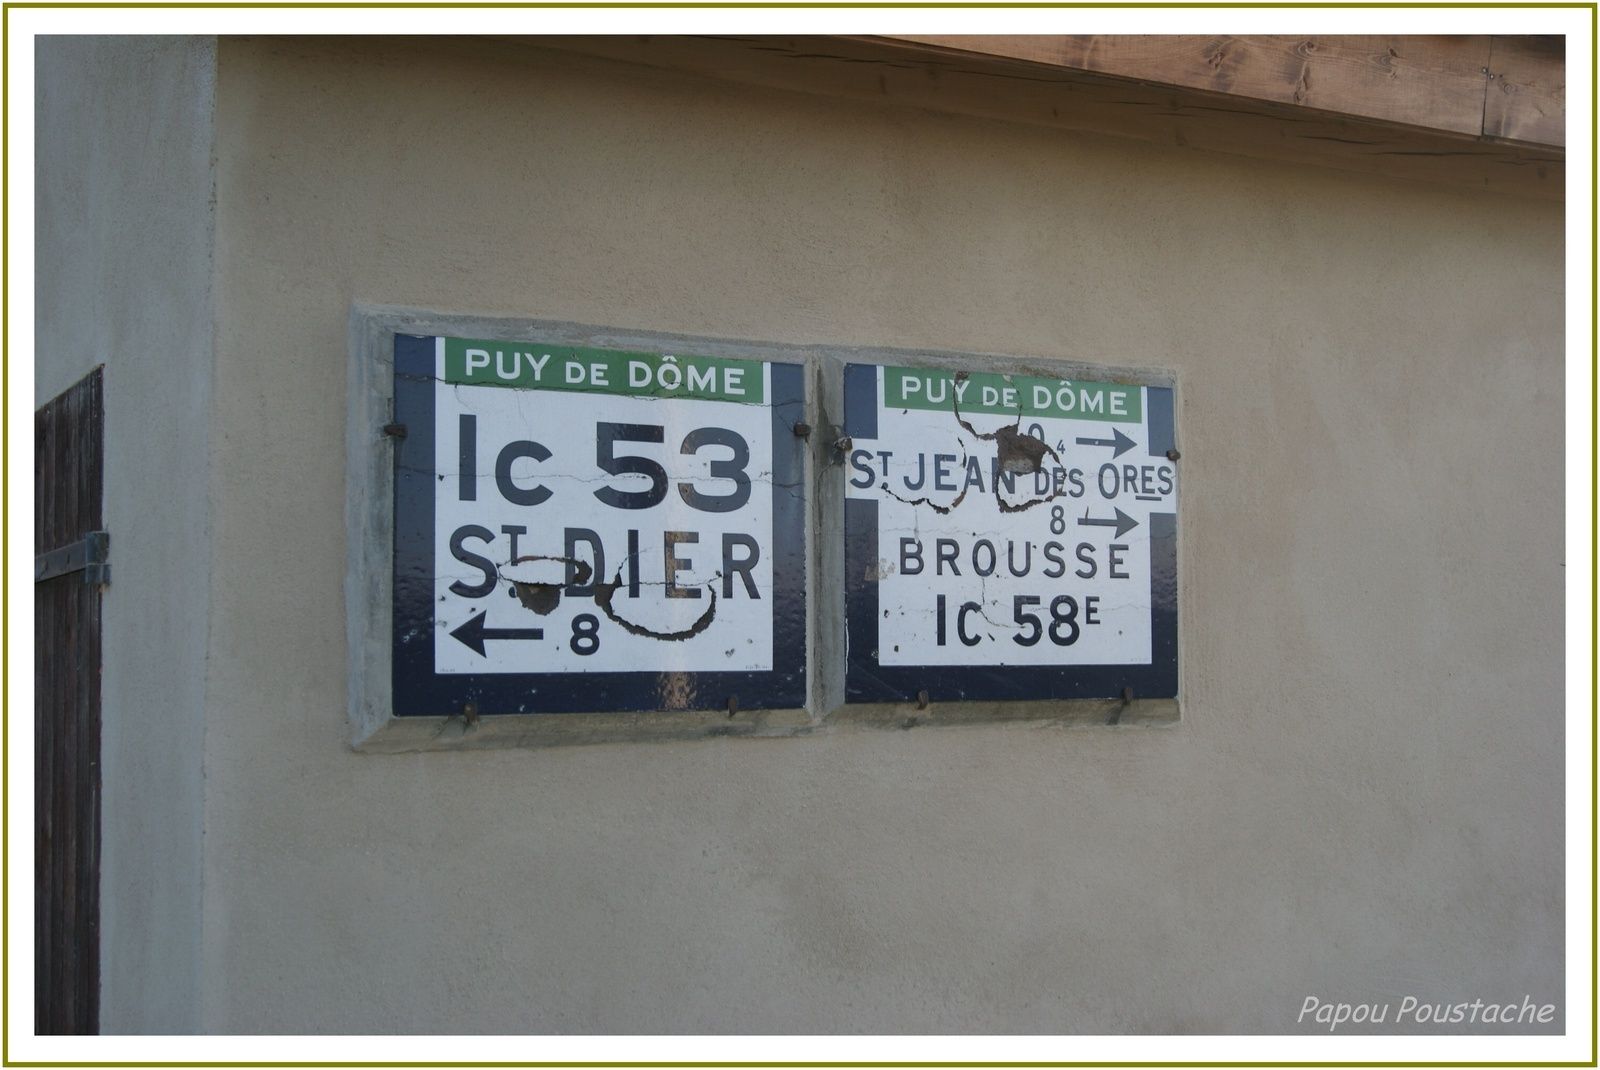 PUY DE DÔME
Ic 53
ST DIER
← 8
PUY DE DÔME
4 →
ST JEAN DES ORES
8 →
BROUSSE
Ic 58E
Papou Poustache